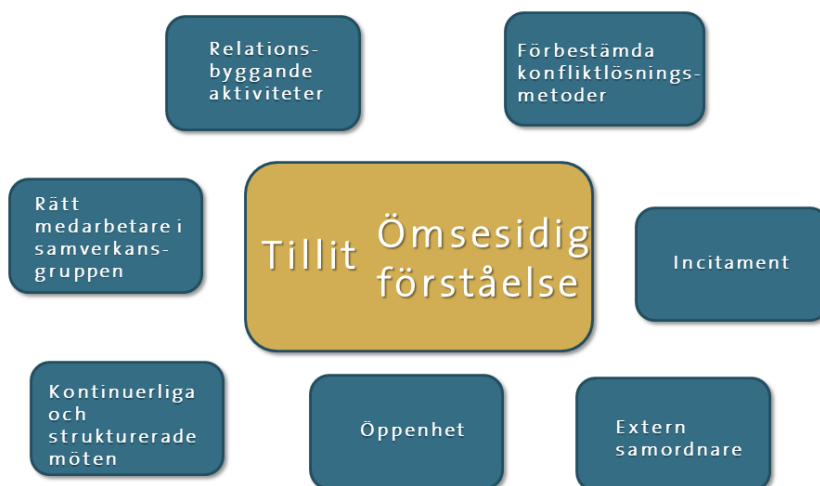 Relations-
byggande
aktiviteter
Förbestämda
konfliktlösnings-
metoder
Rätt
medarbetare i
samverkans-
gruppen
Tillit
Ömsesidig
förståelse
Incitament
Kontinuerliga
och
strukturerade
möten
Öppenhet
Extern
samordnare